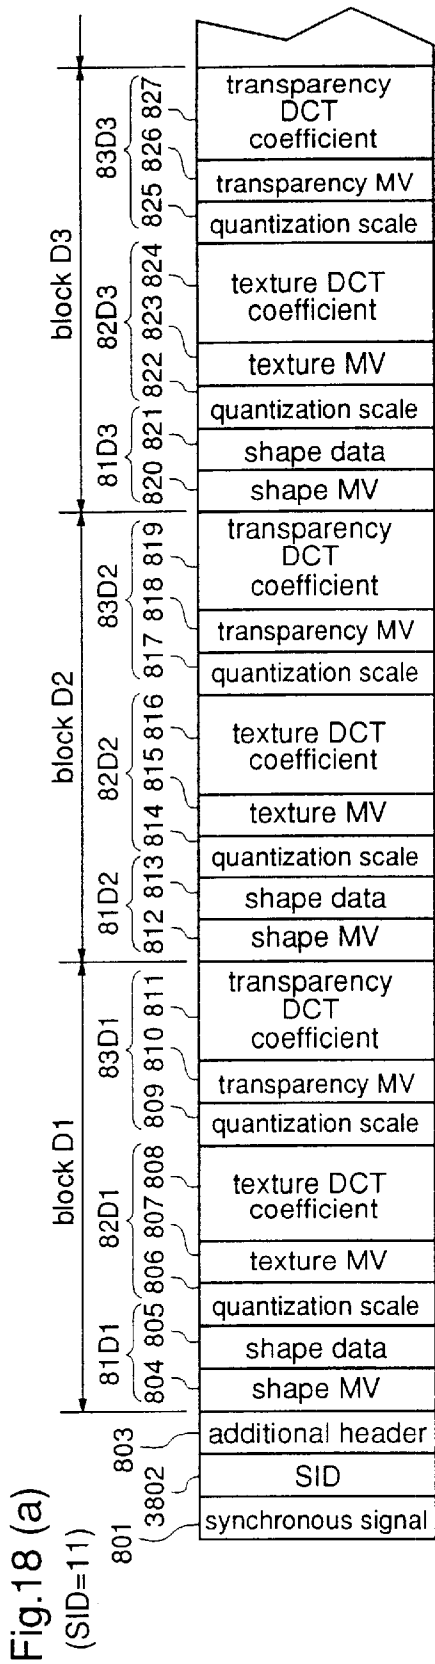 Fig.18 (a)
(SID=11)
block D1
block D2
block D3
81D1
82D1
83D1
81D2
82D2
83D2
81D3
82D3
83D3
801
3802
803
804
805
806
807
808
809
810
811
812
813
814
815
816
817
818
819
820
821
822
823
824
825
826
827
synchronous signal
SID
additional header
shape MV
shape data
quantization scale
texture MV
texture DCT
coefficient
quantization scale
transparency MV
transparency
DCT
coefficient
shape MV
shape data
quantization scale
texture MV
texture DCT
coefficient
quantization scale
transparency MV
transparency
DCT
coefficient
shape MV
shape data
quantization scale
texture MV
texture DCT
coefficient
quantization scale
transparency MV
transparency
DCT
coefficient